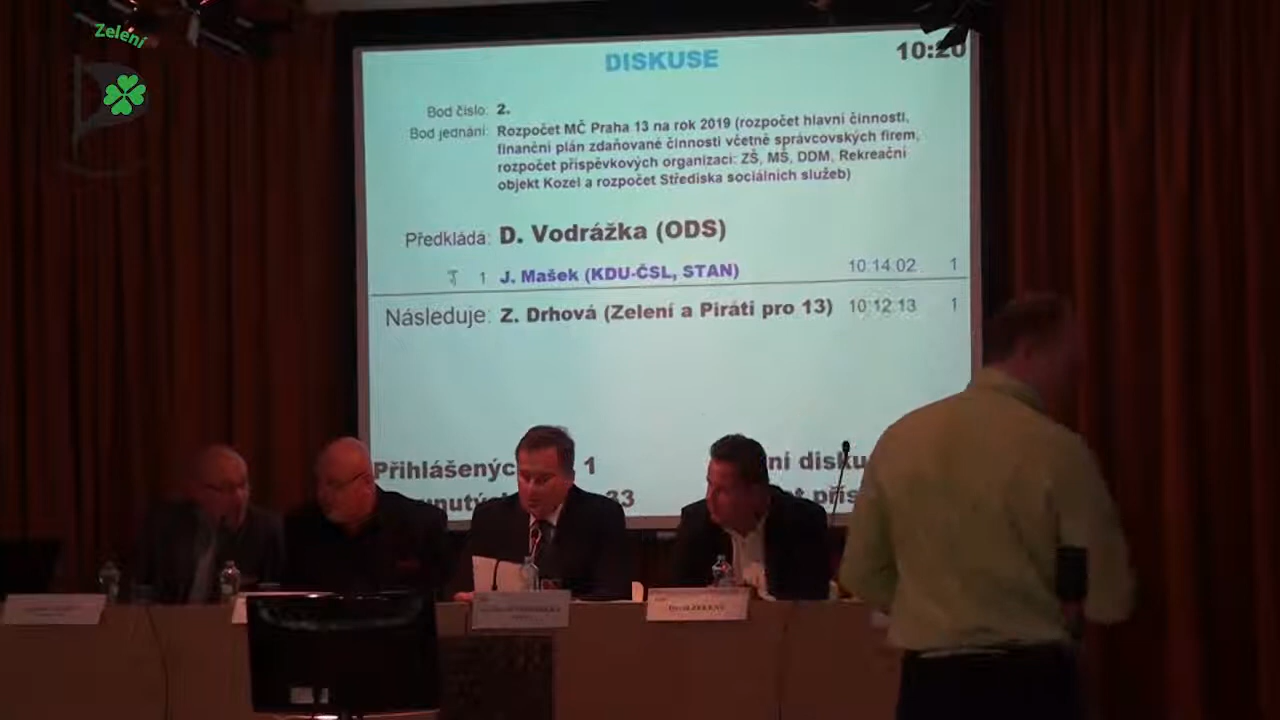 Zelení
DISKUSE
10:20
Bod číslo: 2.
Bod jednání: Rozpočet MČ Praha 13 na rok 2019 (rozpočet hlavní činnosti,
finanční plán zdaňované činnosti včetně správcovských firem,
rozpočet příspěvkových organizací: ZŠ, MŠ, DDM, Rekreační
objekt Kozel a rozpočet Střediska sociálních služeb)
Předkládá: D. Vodrážka (ODS)
1 J. Mašek (KDU-ČSL, STAN) 10:14:02 1
Následuje: Z. Drhová (Zelení a Piráti pro 13) 10:12:13 1
1